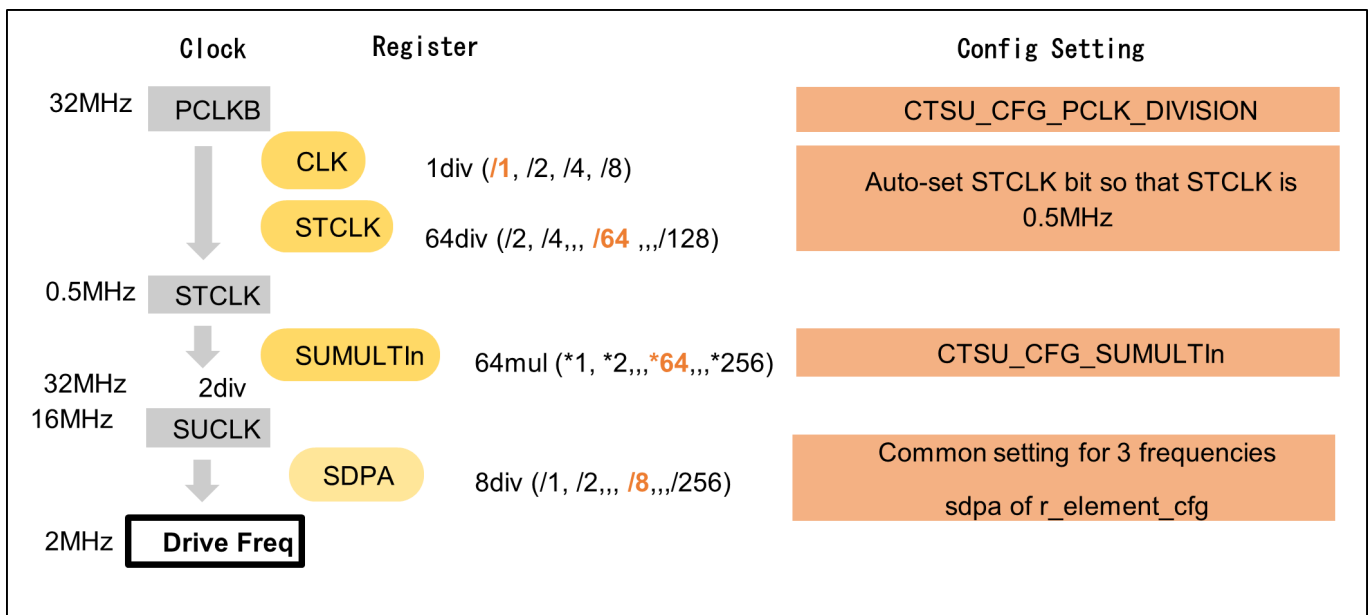 Clock Register Config Setting
32MHz PCLKB CTSU_CFG_PCLK_DIVISION
CLK 1div (/1, /2, /4, /8)
Auto-set STCLK bit so that STCLK is
0.5MHz
STCLK 64div (/2, /4,,, /64 ,,,/128)
0.5MHz STCLK
SUMULTIn 64mul (*1, *2,,,*64,,,*256) CTSU_CFG_SUMULTIn
32MHz 2div
16MHz SUCLK
Common setting for 3 frequencies
SDPA 8div (/1, /2,,, /8,,,/256)
sdpa of r_element_cfg
2MHz Drive Freq